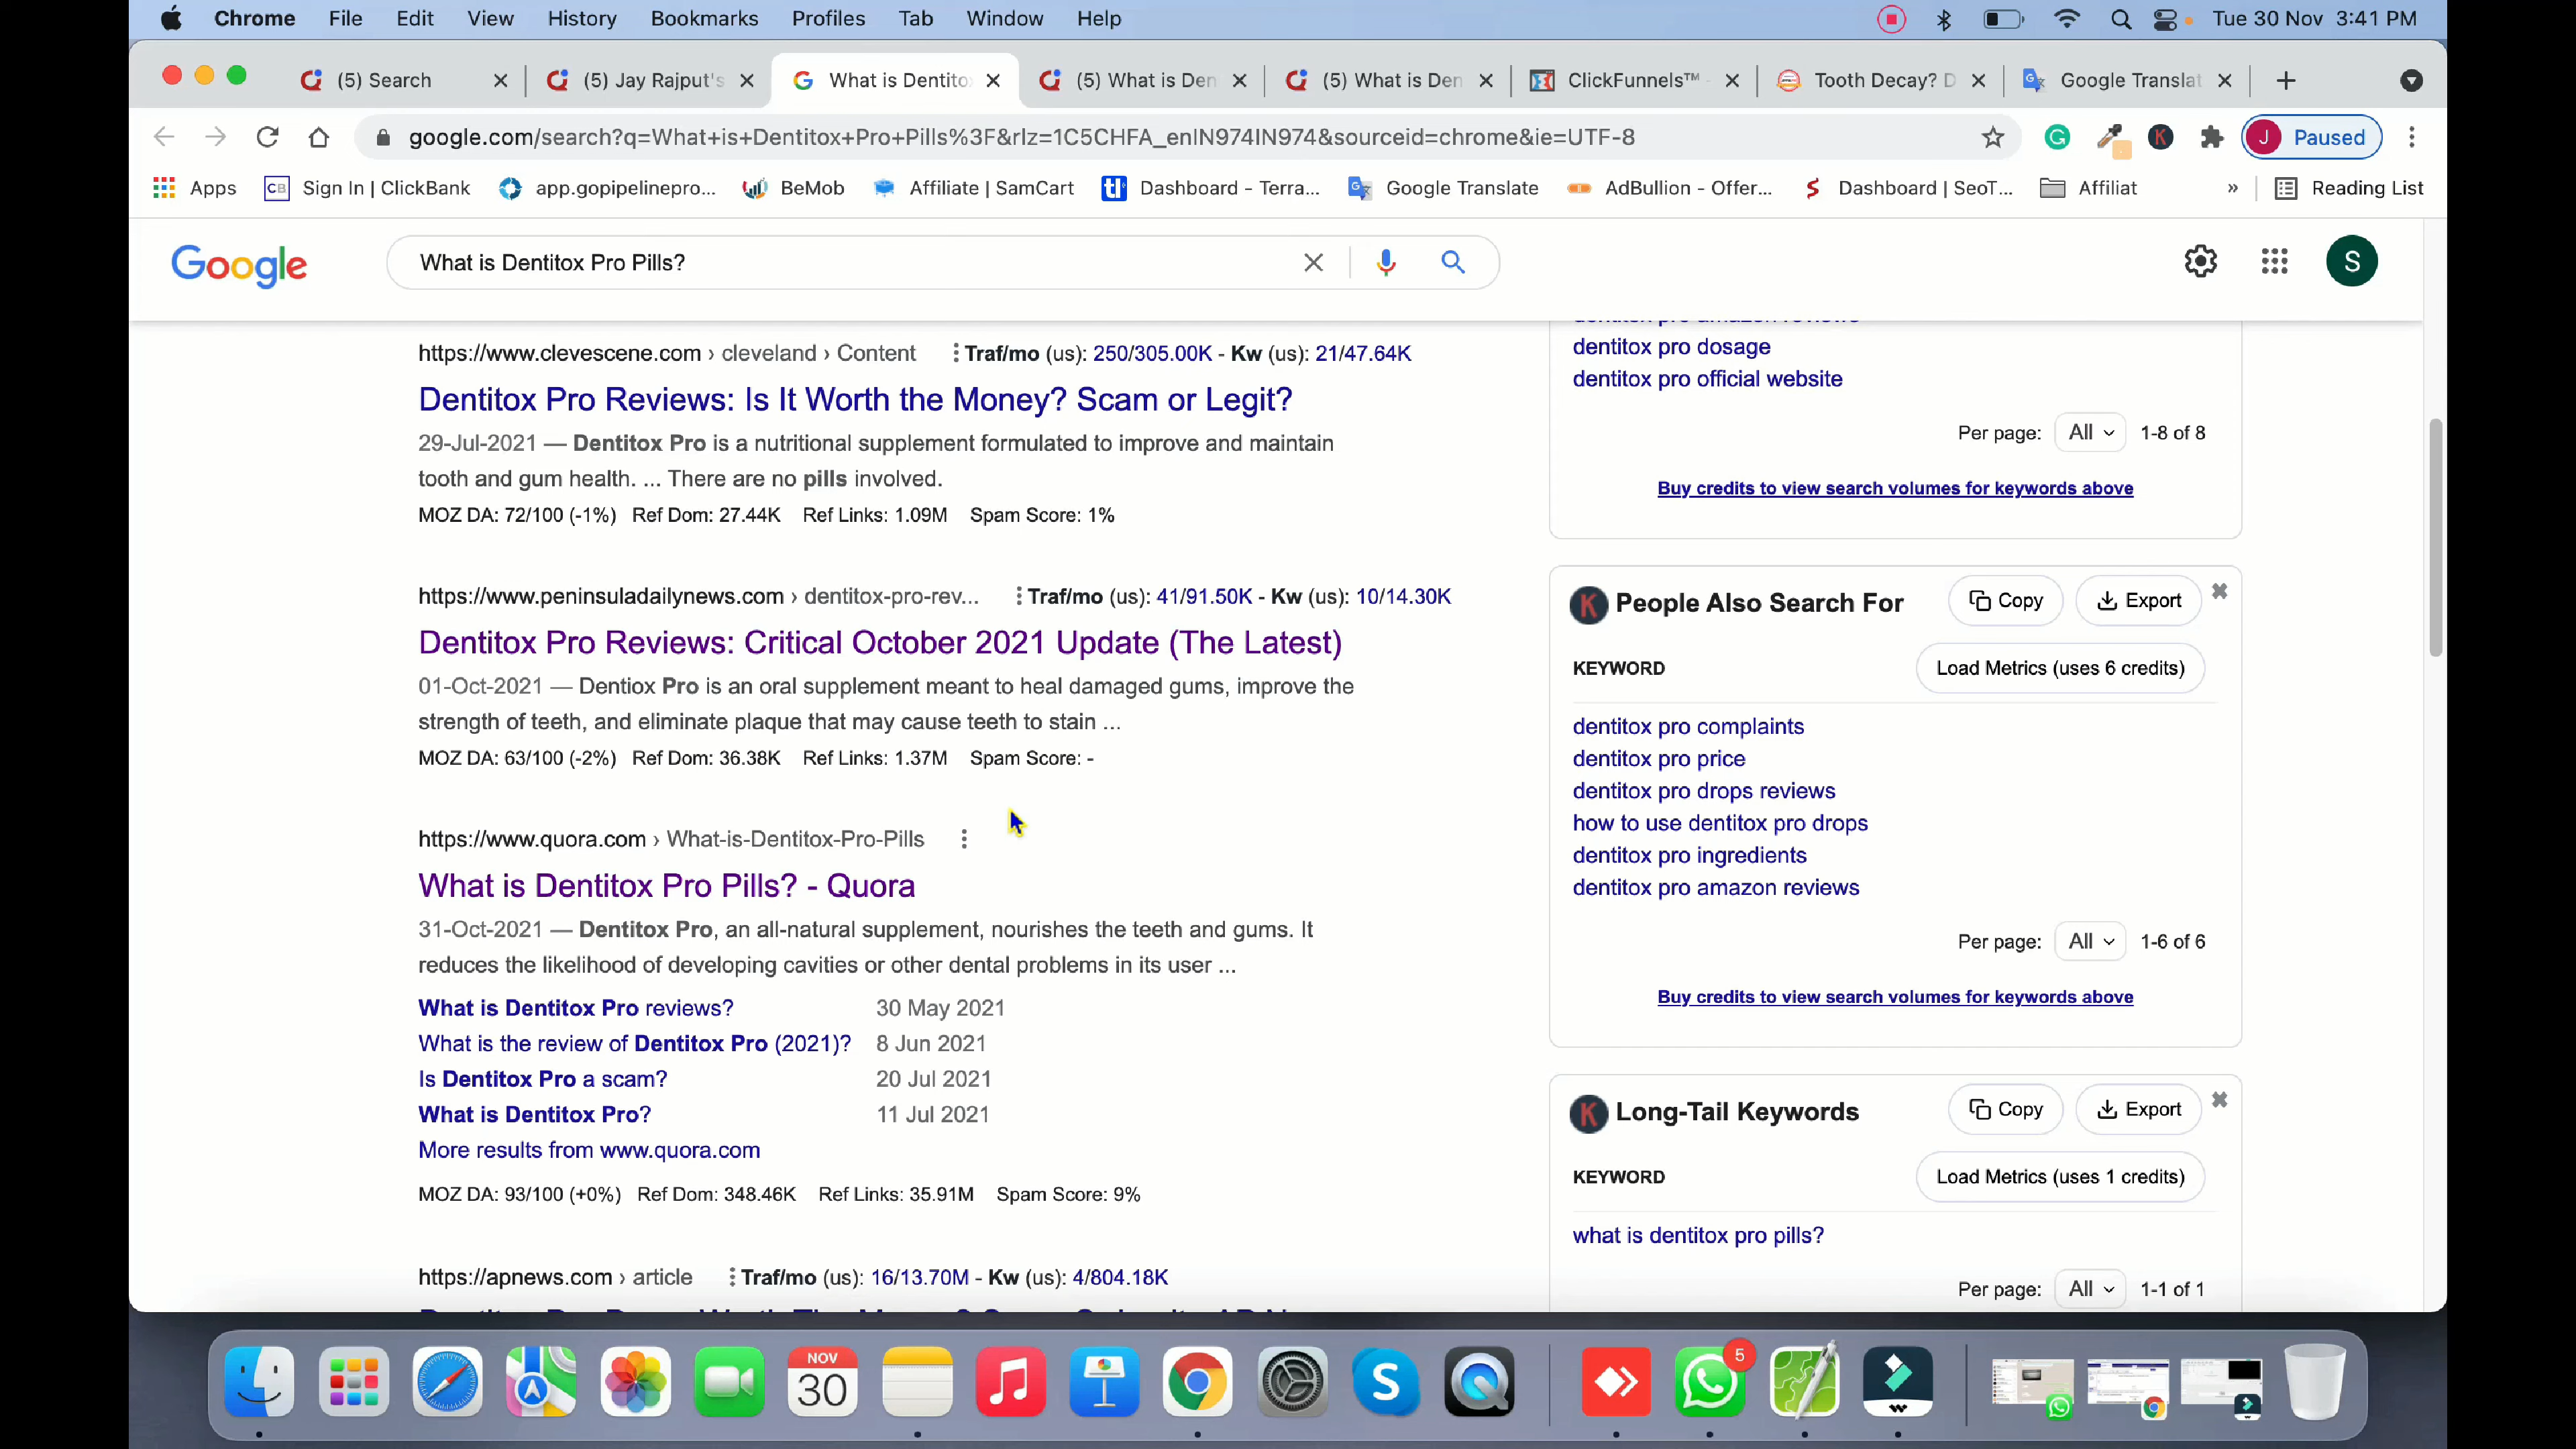 Chrome File Edit View History Bookmarks Profiles Tab Window Help Tue 30 Nov 3:41 PM
(5) Search (5) Jay Rajput's What is Dentitox (5) What is Den (5) What is Den ClickFunnels™ Tooth Decay? D Google Translat
google.com/search?q=What+is+Dentitox+Pro+Pills%3F&rlz=1C5CHFA_enIN974IN974&sourceid=chrome&ie=UTF-8 K J Paused
Apps CB Sign In | ClickBank app.gopipelinepro... BeMob Affiliate | SamCart Dashboard - Terra... Google Translate AdBullion - Offer... Dashboard | SeoT... Affiliat » Reading List
Google What is Dentitox Pro Pills? S
https://www.clevescene.com › cleveland › Content Traf/mo (us): 250/305.00K - Kw (us): 21/47.64K
Dentitox Pro Reviews: Is It Worth the Money? Scam or Legit?
29-Jul-2021 — Dentitox Pro is a nutritional supplement formulated to improve and maintain
tooth and gum health. ... There are no pills involved.
MOZ DA: 72/100 (-1%) Ref Dom: 27.44K Ref Links: 1.09M Spam Score: 1%
https://www.peninsuladailynews.com › dentitox-pro-rev... Traf/mo (us): 41/91.50K - Kw (us): 10/14.30K
Dentitox Pro Reviews: Critical October 2021 Update (The Latest)
01-Oct-2021 — Dentiox Pro is an oral supplement meant to heal damaged gums, improve the
strength of teeth, and eliminate plaque that may cause teeth to stain ...
MOZ DA: 63/100 (-2%) Ref Dom: 36.38K Ref Links: 1.37M Spam Score: -
https://www.quora.com › What-is-Dentitox-Pro-Pills
What is Dentitox Pro Pills? - Quora
31-Oct-2021 — Dentitox Pro, an all-natural supplement, nourishes the teeth and gums. It
reduces the likelihood of developing cavities or other dental problems in its user ...
What is Dentitox Pro reviews? 30 May 2021
What is the review of Dentitox Pro (2021)? 8 Jun 2021
Is Dentitox Pro a scam? 20 Jul 2021
What is Dentitox Pro? 11 Jul 2021
More results from www.quora.com
MOZ DA: 93/100 (+0%) Ref Dom: 348.46K Ref Links: 35.91M Spam Score: 9%
https://apnews.com › article Traf/mo (us): 16/13.70M - Kw (us): 4/804.18K
dentitox pro dosage
dentitox pro official website
Per page: All 1-8 of 8
Buy credits to view search volumes for keywords above
K People Also Search For Copy Export
KEYWORD Load Metrics (uses 6 credits)
dentitox pro complaints
dentitox pro price
dentitox pro drops reviews
how to use dentitox pro drops
dentitox pro ingredients
dentitox pro amazon reviews
Per page: All 1-6 of 6
Buy credits to view search volumes for keywords above
K Long-Tail Keywords Copy Export
KEYWORD Load Metrics (uses 1 credits)
what is dentitox pro pills?
Per page: All 1-1 of 1
NOV
30
5